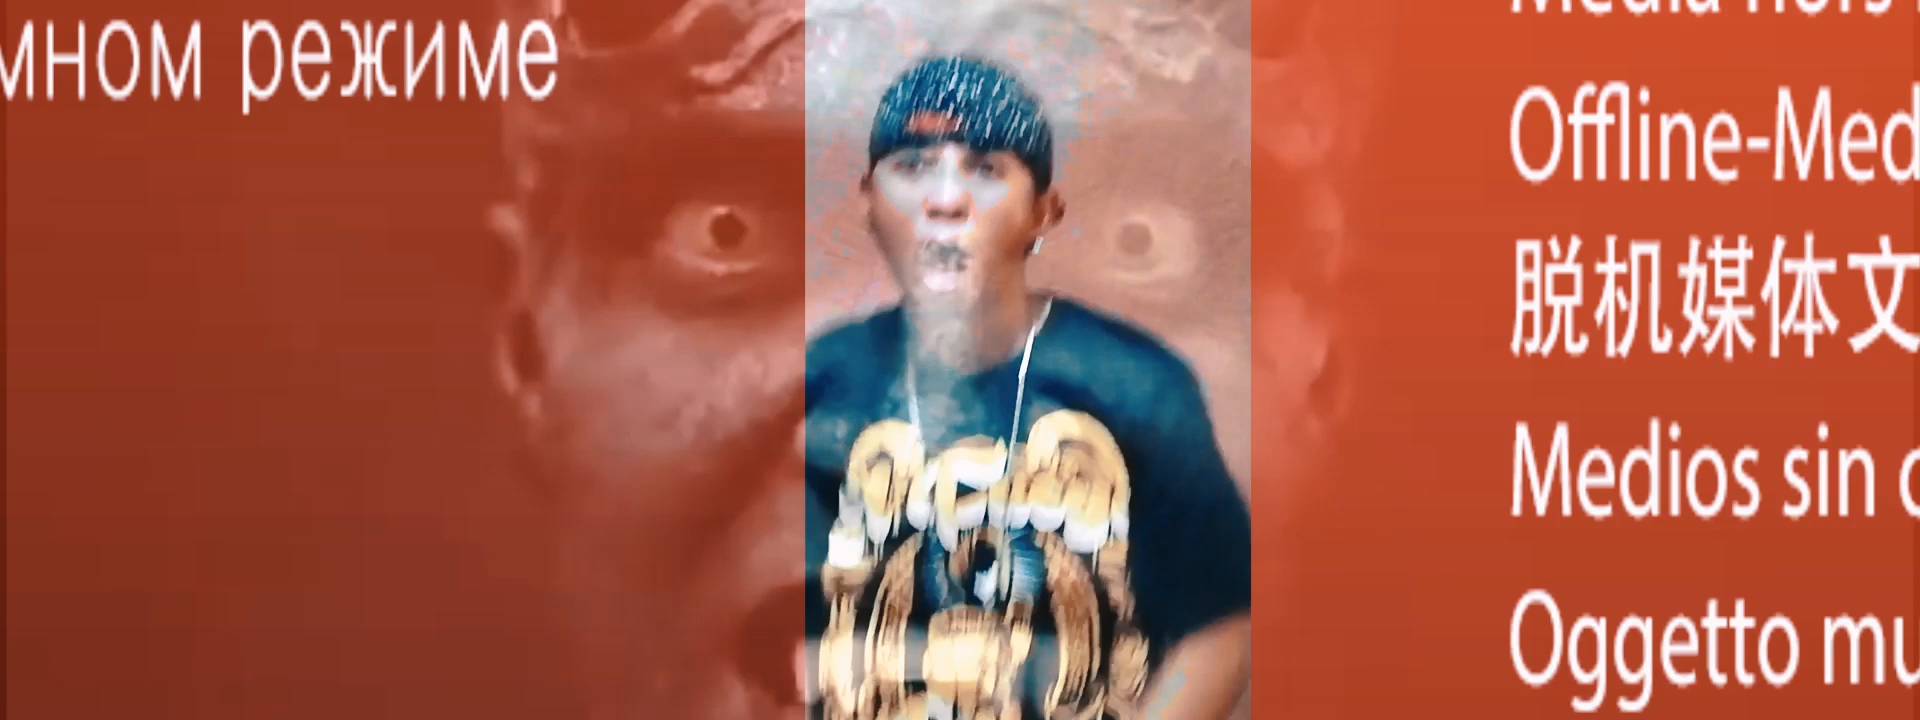 мном режиме
Offline-Med
脱机媒体文
Medios sin
Oggetto mu